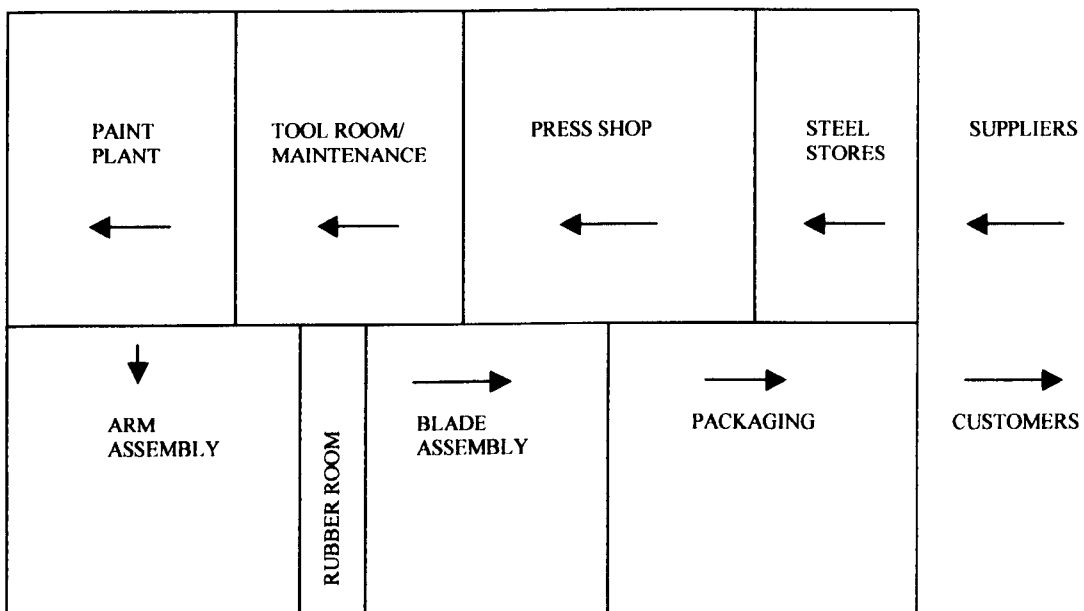 PAINT
PLANT
TOOL ROOM/
MAINTENANCE
PRESS SHOP
STEEL
STORES
SUPPLIERS
ARM
ASSEMBLY
RUBBER ROOM
BLADE
ASSEMBLY
PACKAGING
CUSTOMERS